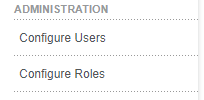 ADMINISTRATION
Configure Users
Configure Roles